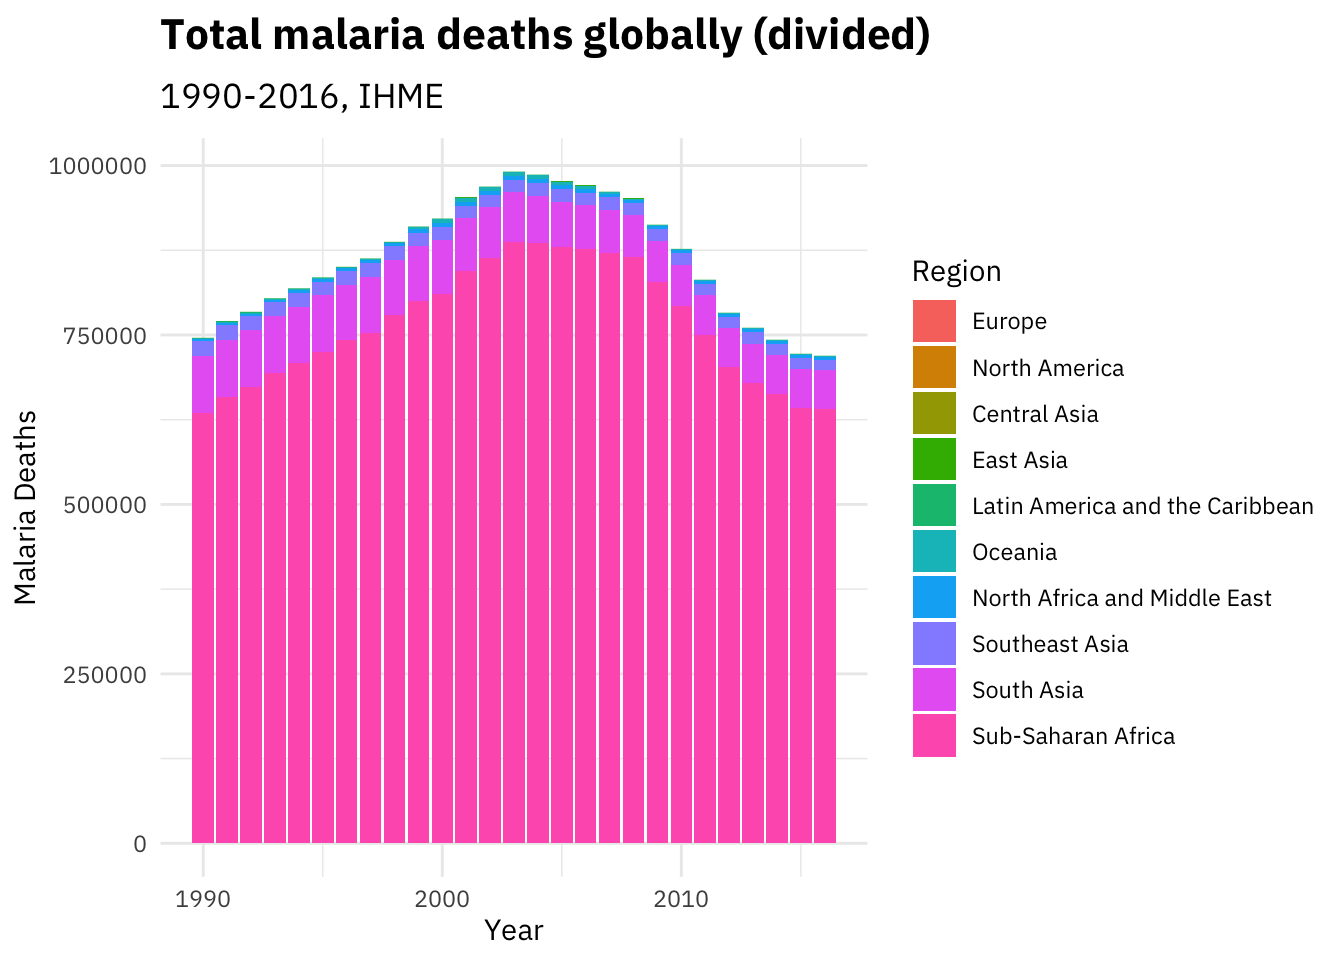 Total malaria deaths globally (divided)
1990-2016, IHME
1000000
750000
500000
250000
0
Malaria Deaths
1990
2000
2010
Year
Region
Europe
North America
Central Asia
East Asia
Latin America and the Caribbean
Oceania
North Africa and Middle East
Southeast Asia
South Asia
Sub-Saharan Africa